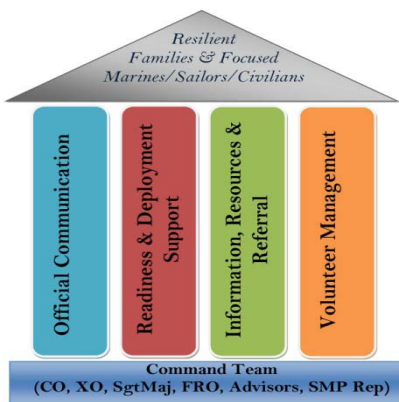 Resilient
Families & Focused
Marines/Sailors/Civilians
Official Communication
Readiness & Deployment
Support
Information, Resources &
Referral
Volunteer Management
Command Team
(CO, XO, SgtMaj, FRO, Advisors, SMP Rep)